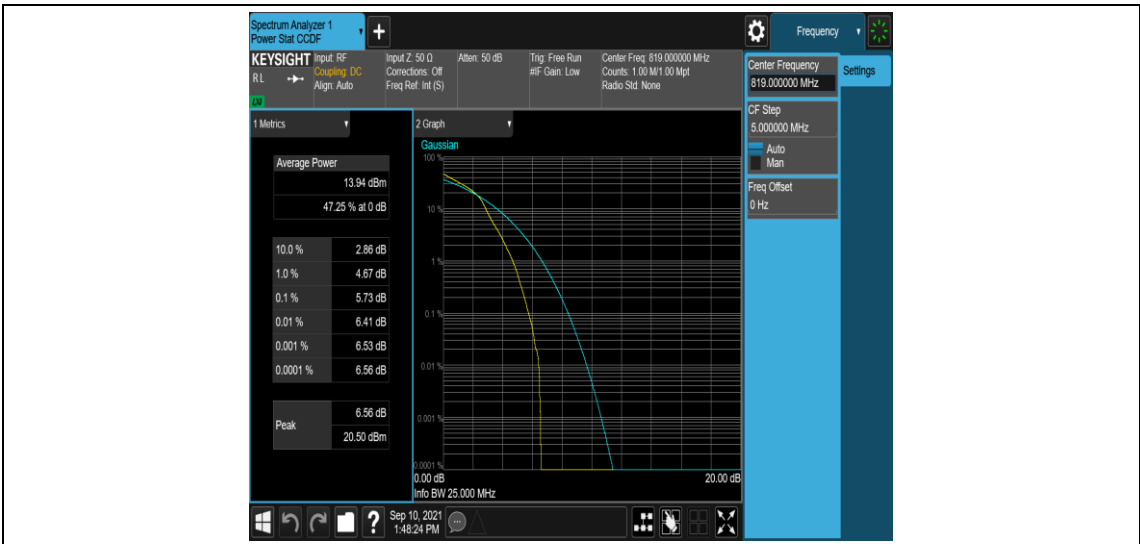 Spectrum Analyzer 1
Power Stat CCDF
Frequency
KEYSIGHT
RL
LXI
Input: RF
Coupling: DC
Align: Auto
Input Z: 50 Ω
Corrections: Off
Freq Ref: Int (S)
Atten: 50 dB
Trig: Free Run
#IF Gain: Low
Center Freq: 819.000000 MHz
Counts: 1.00 M/1.00 Mpt
Radio Std: None
Center Frequency
819.000000 MHz
Settings
CF Step
5.000000 MHz
Auto
Man
Freq Offset
0 Hz
1 Metrics
Average Power
13.94 dBm
47.25 % at 0 dB
10.0 % 2.86 dB
1.0 % 4.67 dB
0.1 % 5.73 dB
0.01 % 6.41 dB
0.001 % 6.53 dB
0.0001 % 6.56 dB
Peak
6.56 dB
20.50 dBm
2 Graph
Gaussian
100 %
10 %
1 %
0.1 %
0.01 %
0.001 %
0.0001 %
0.00 dB 20.00 dB
Info BW 25.000 MHz
?
Sep 10, 2021
1:48:24 PM